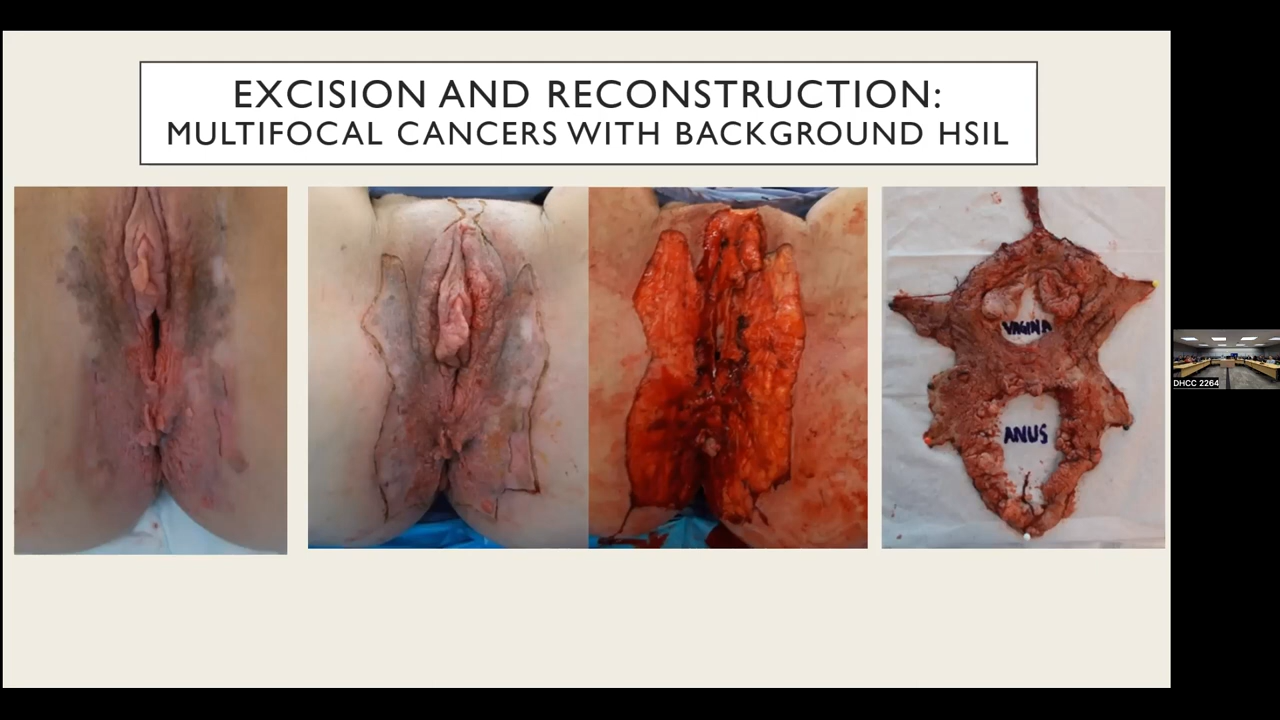 EXCISION AND RECONSTRUCTION:
MULTIFOCAL CANCERS WITH BACKGROUND HSIL
VAGINA
ANUS
DHCC 2264